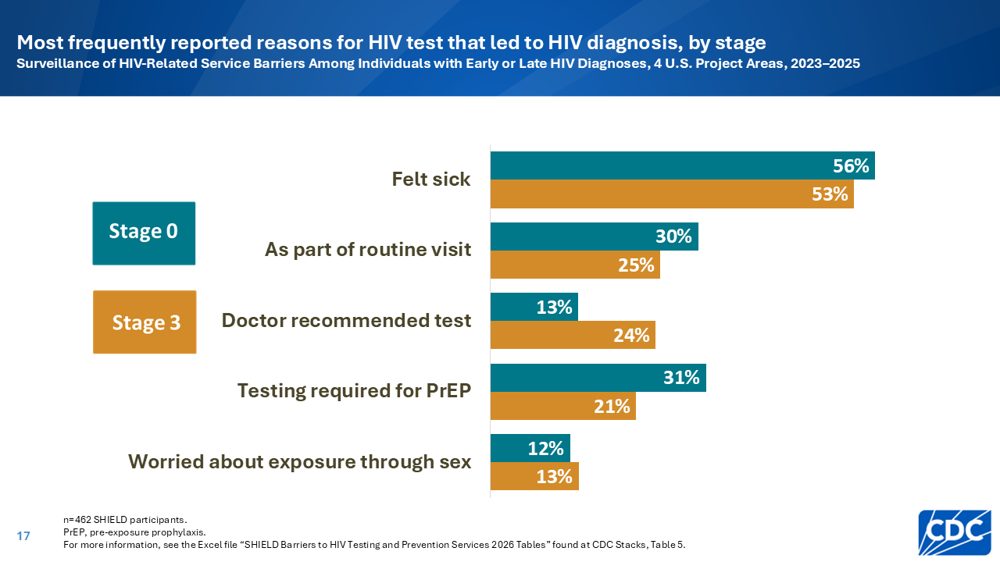 Most frequently reported reasons for HIV test that led to HIV diagnosis, by stage
Surveillance of HIV-Related Service Barriers Among Individuals with Early or Late HIV Diagnoses, 4 U.S. Project Areas, 2023–2025
Stage 0
Stage 3
Felt sick
56%
53%
As part of routine visit
30%
25%
Doctor recommended test
13%
24%
Testing required for PrEP
31%
21%
Worried about exposure through sex
12%
13%
n=462 SHIELD participants.
PrEP, pre-exposure prophylaxis.
For more information, see the Excel file “SHIELD Barriers to HIV Testing and Prevention Services 2026 Tables” found at CDC Stacks, Table 5.
17
CDC